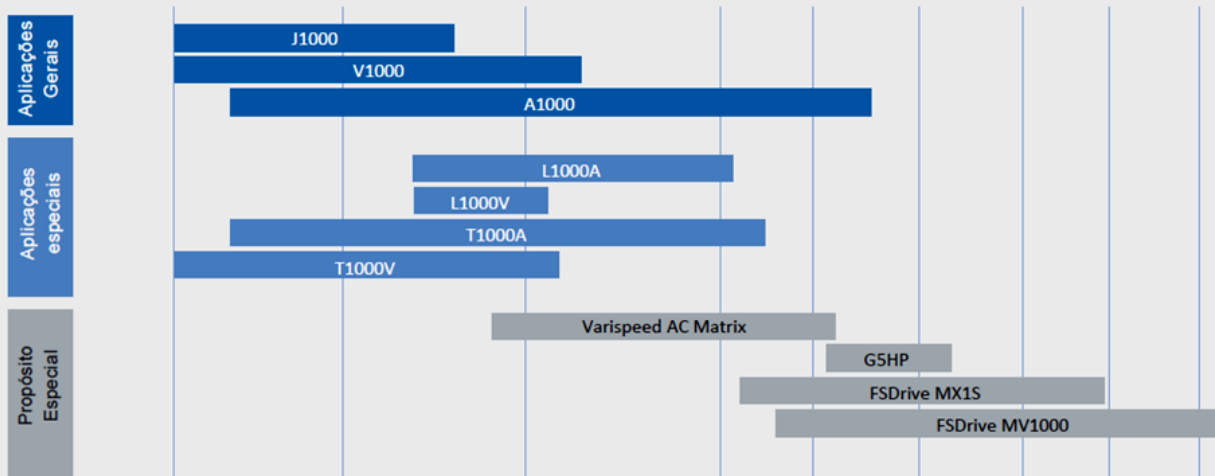 Aplicações
Gerais
J1000
V1000
A1000
Aplicações
especiais
L1000A
L1000V
T1000A
T1000V
Propósito
Especial
Varispeed AC Matrix
G5HP
FSDrive MX1S
FSDrive MV1000